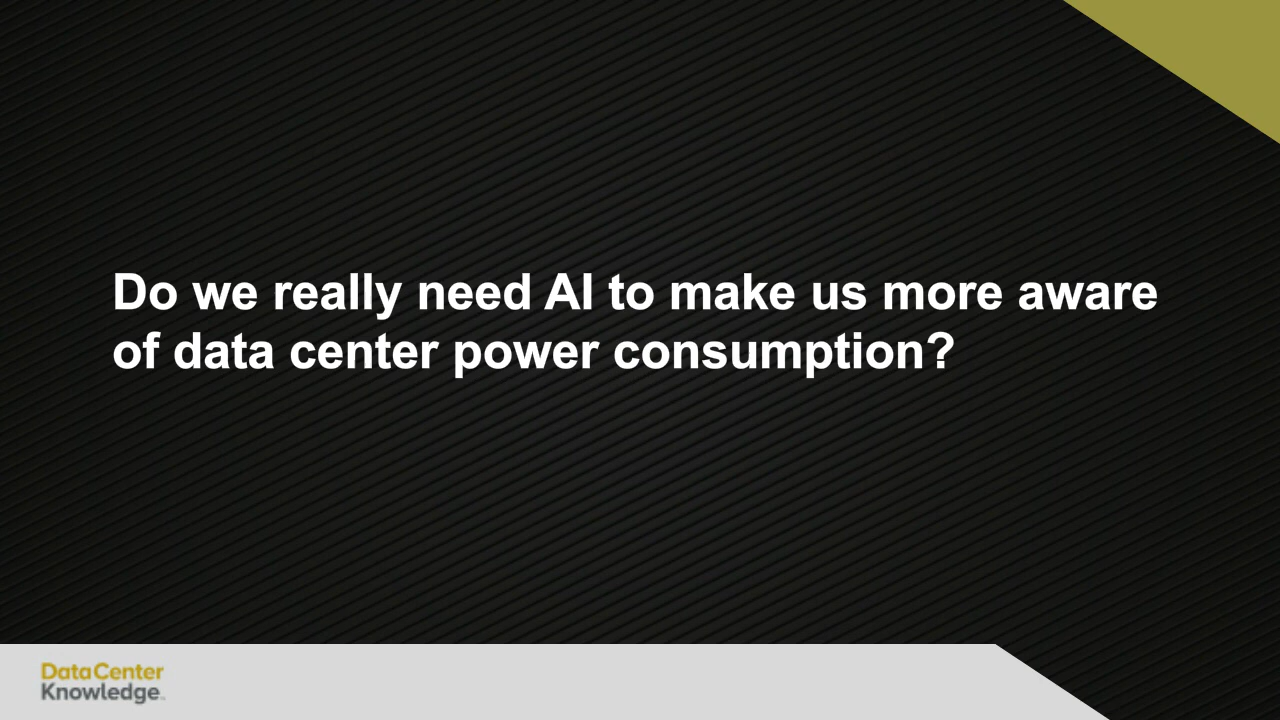 Do we really need AI to make us more aware
of data center power consumption?
DataCenter
Knowledge